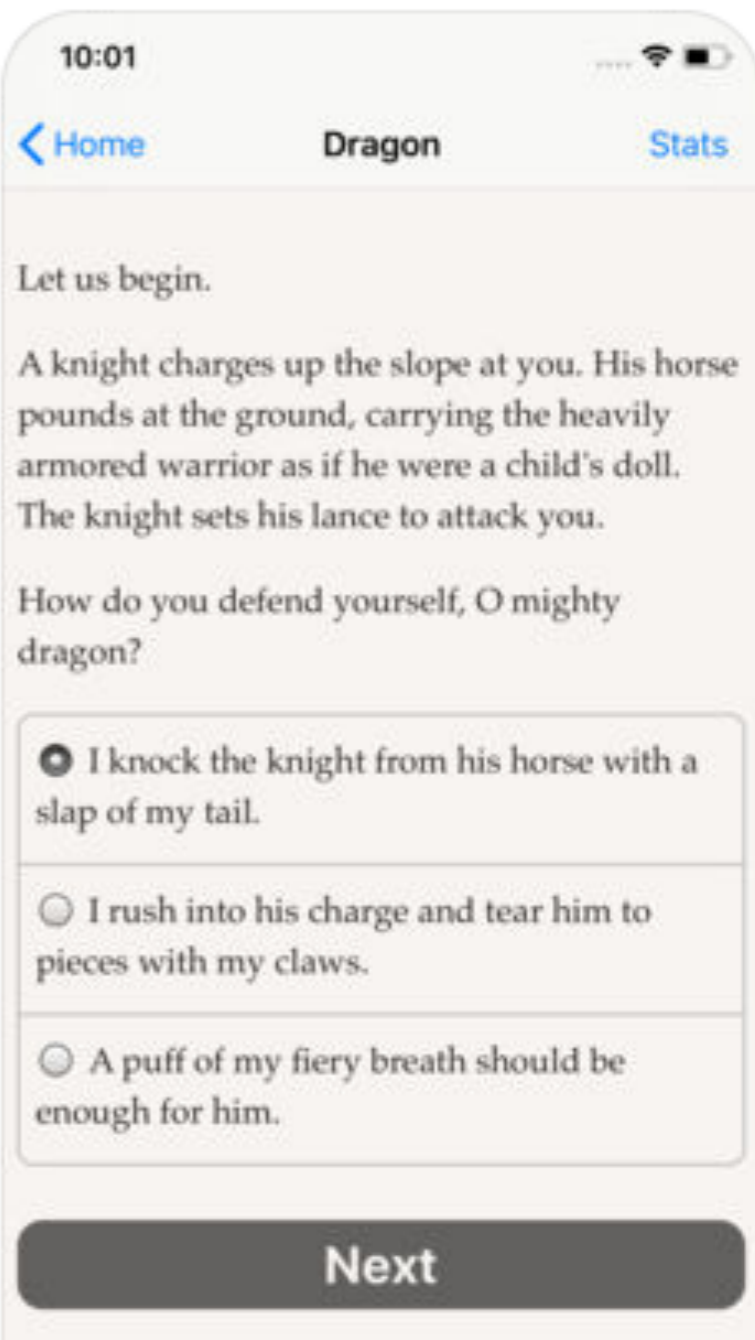 10:01
Home Dragon Stats
Let us begin.
A knight charges up the slope at you. His horse
pounds at the ground, carrying the heavily
armored warrior as if he were a child's doll.
The knight sets his lance to attack you.
How do you defend yourself, O mighty
dragon?
I knock the knight from his horse with a
slap of my tail.
I rush into his charge and tear him to
pieces with my claws.
A puff of my fiery breath should be
enough for him.
Next